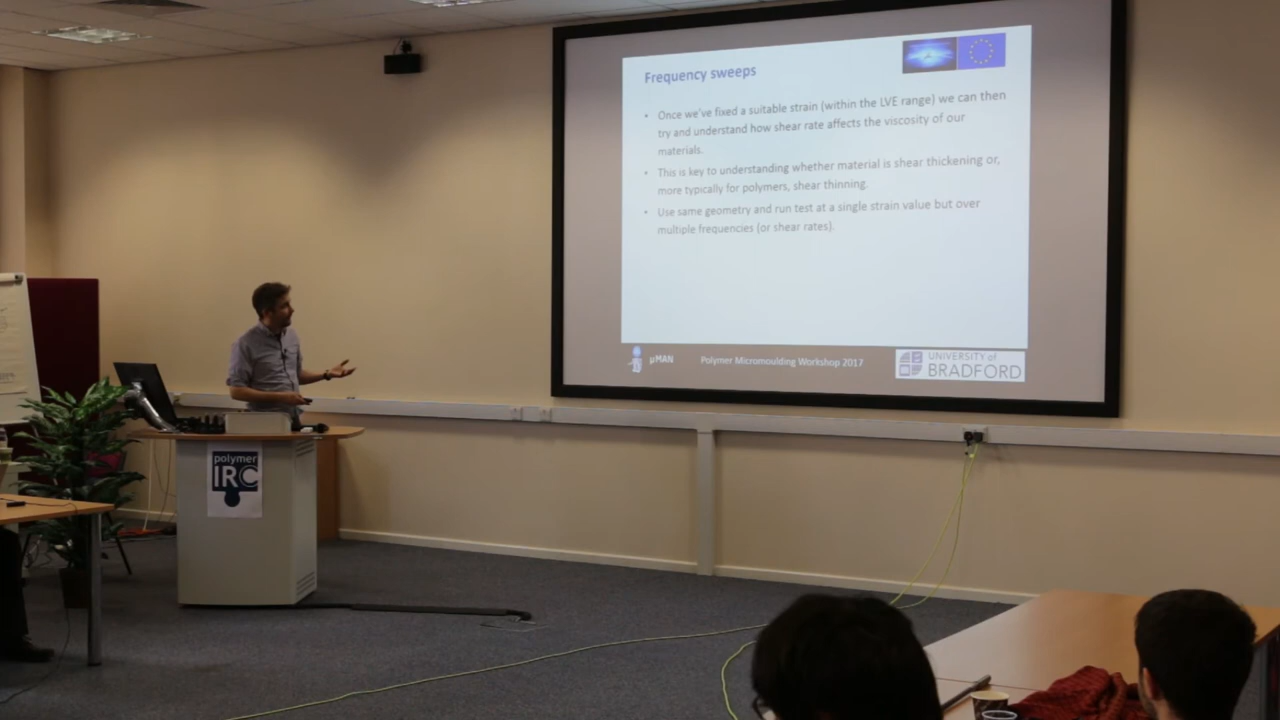 Frequency sweeps
• Once we've fixed a suitable strain (within the LVE range) we can then
try and understand how shear rate affects the viscosity of our
materials.
• This is key to understanding whether material is shear thickening or,
more typically for polymers, shear thinning.
• Use same geometry and run test at a single strain value but over
multiple frequencies (or shear rates).
µMAN
Polymer Micromoulding Workshop 2017
UNIVERSITY of
BRADFORD
polymer
IRC